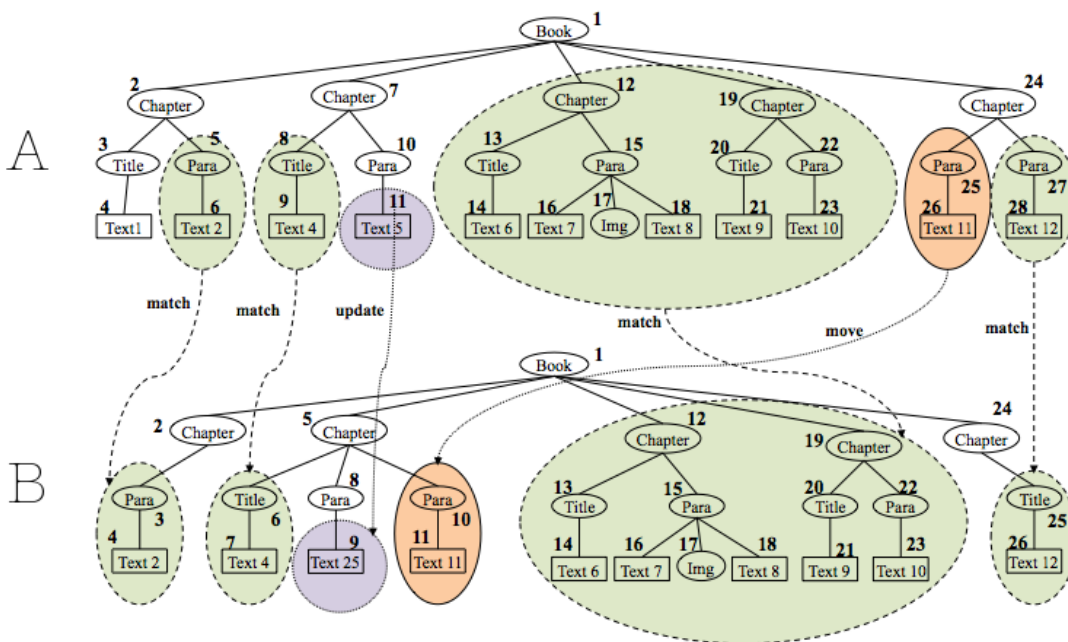 1
Book
2
7
12
19
24
Chapter
Chapter
Chapter
Chapter
Chapter
A
3
5
8
10
13
15
20
22
25
27
Title
Para
Title
Para
Title
Para
Title
Para
Para
Para
4
6
9
11
14
16
17
18
21
23
26
28
Text1
Text 2
Text 4
Text 5
Text 6
Text 7
Img
Text 8
Text 9
Text 10
Text 11
Text 12
match
match
update
match
move
match
1
Book
2
5
12
19
24
Chapter
Chapter
Chapter
Chapter
Chapter
B
3
6
8
10
13
15
20
22
25
Para
Title
Para
Para
Title
Para
Title
Para
Title
4
7
9
11
14
16
17
18
21
23
26
Text 2
Text 4
Text 25
Text 11
Text 6
Text 7
Img
Text 8
Text 9
Text 10
Text 12